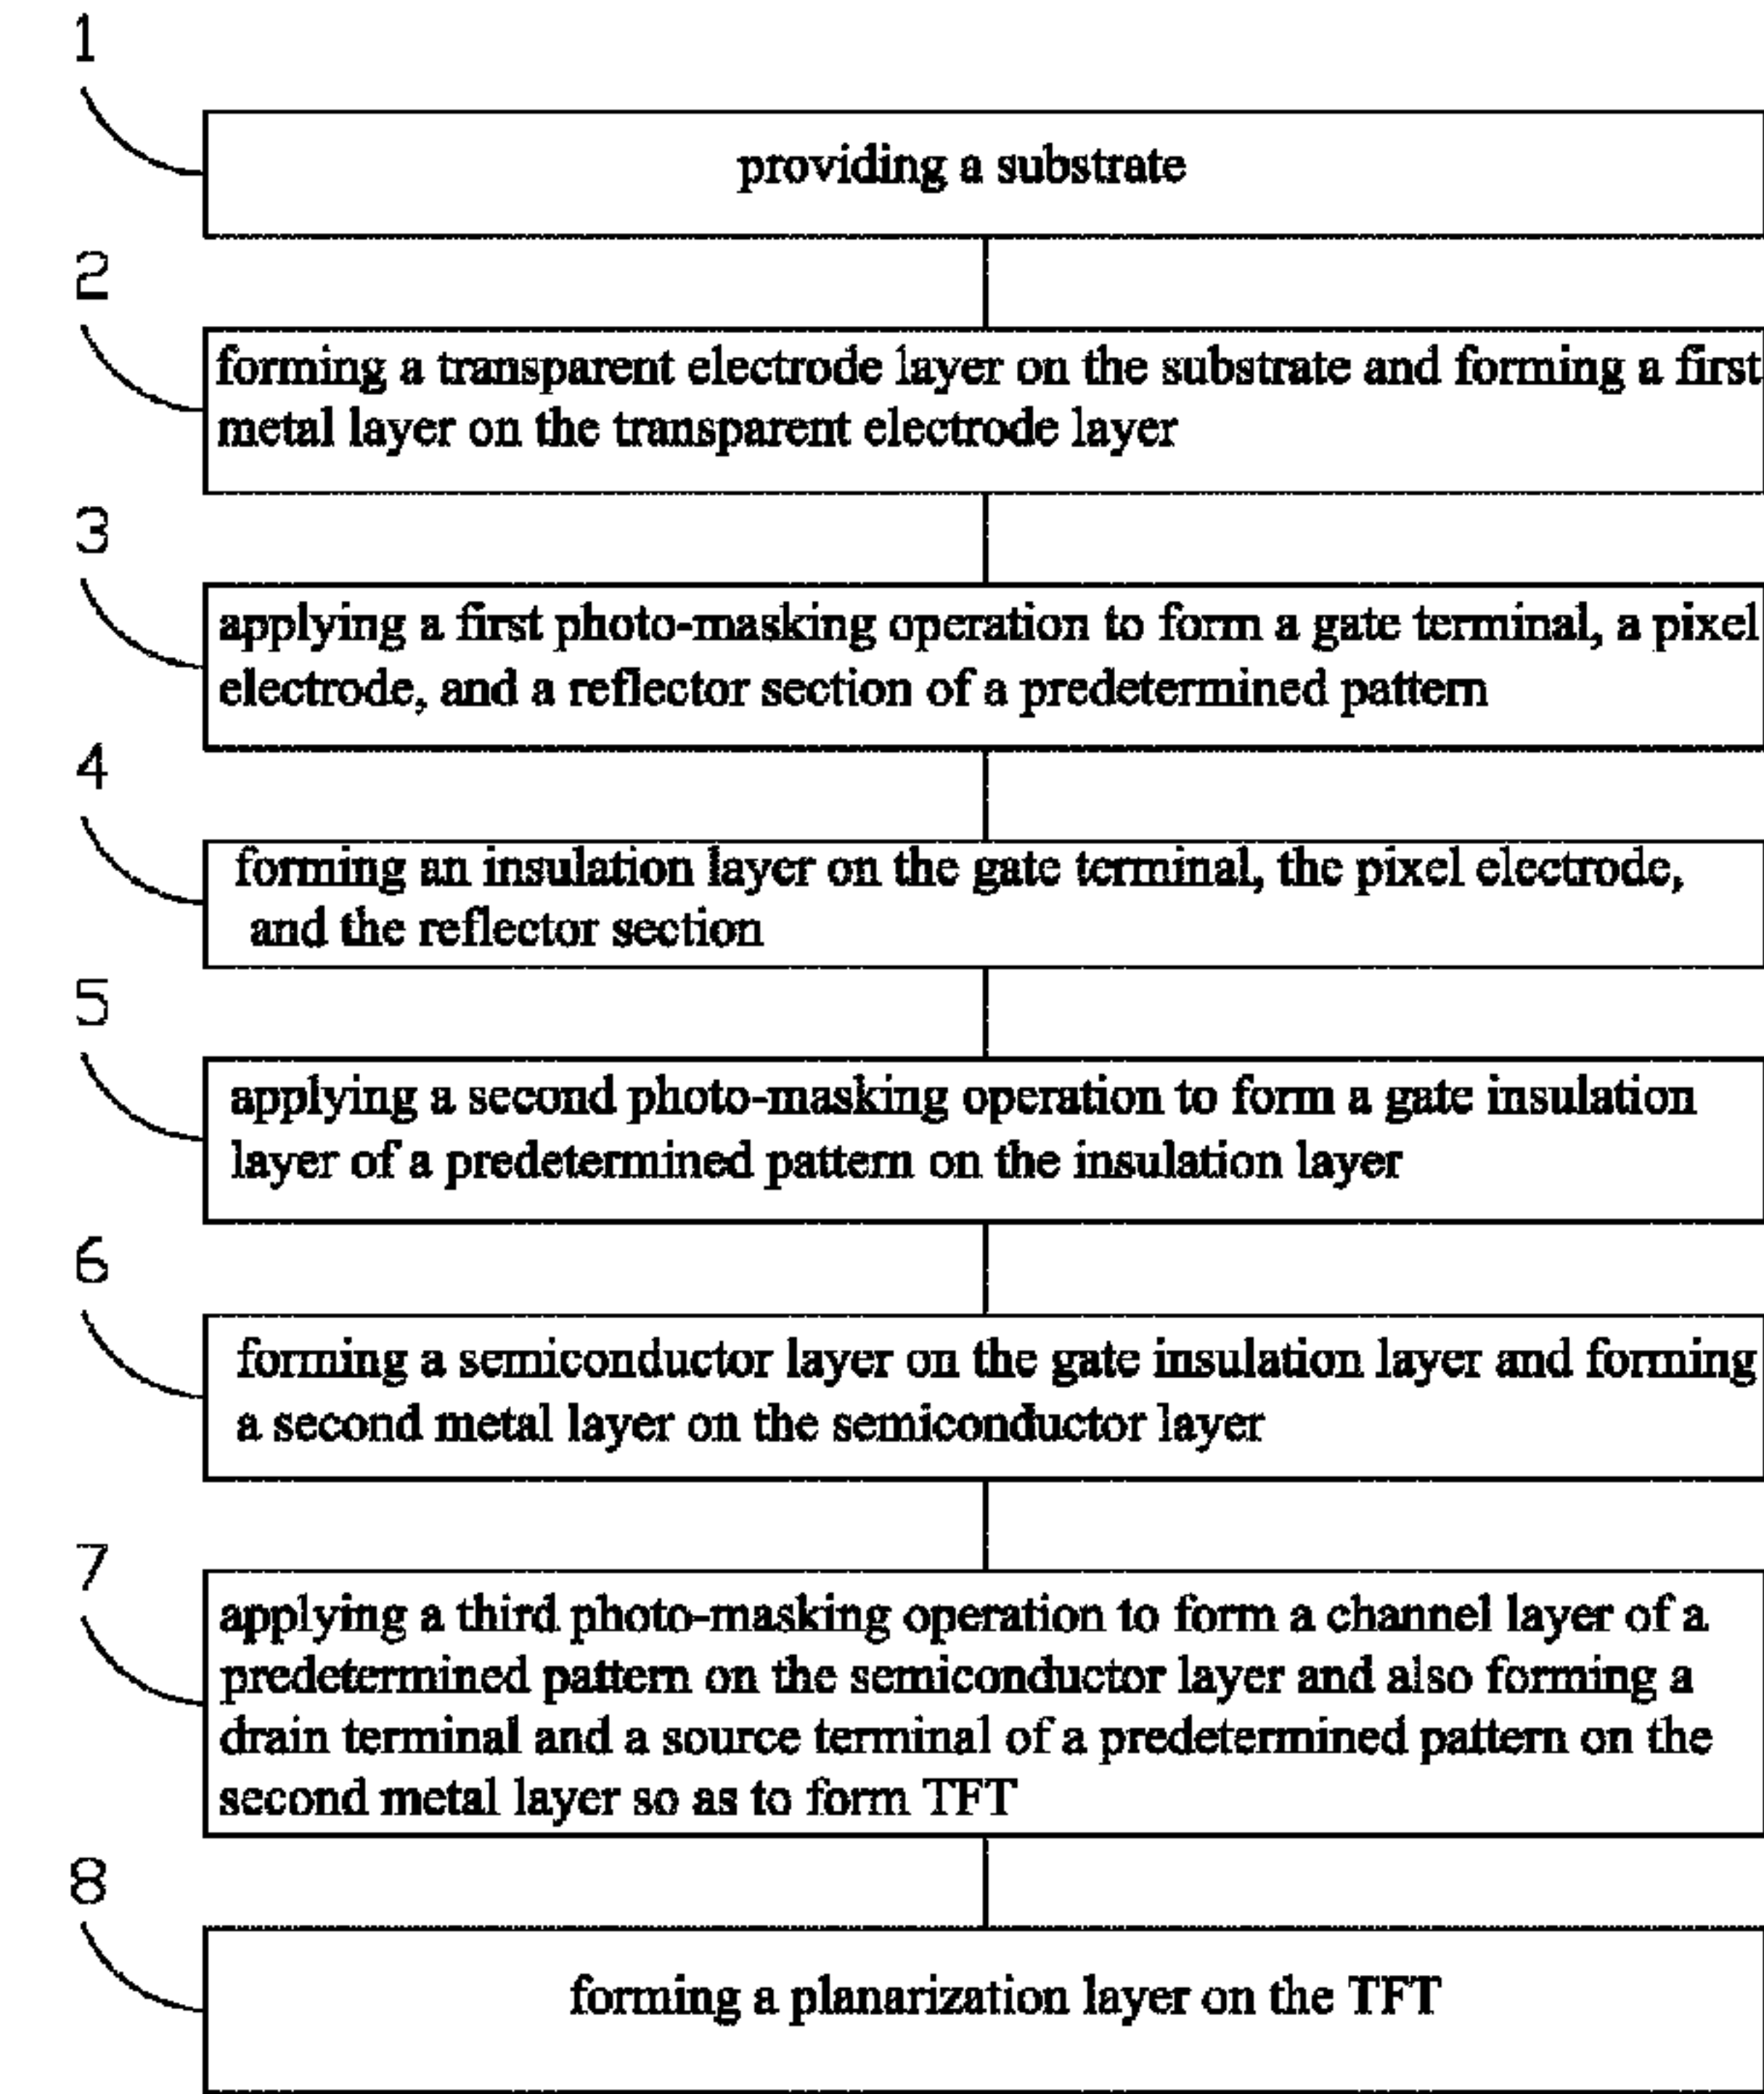 1
providing a substrate
2
forming a transparent electrode layer on the substrate and forming a first
metal layer on the transparent electrode layer
3
applying a first photo-masking operation to form a gate terminal, a pixel
electrode, and a reflector section of a predetermined pattern
4
forming an insulation layer on the gate terminal, the pixel electrode,
and the reflector section
5
applying a second photo-masking operation to form a gate insulation
layer of a predetermined pattern on the insulation layer
6
forming a semiconductor layer on the gate insulation layer and forming
a second metal layer on the semiconductor layer
7
applying a third photo-masking operation to form a channel layer of a
predetermined pattern on the semiconductor layer and also forming a
drain terminal and a source terminal of a predetermined pattern on the
second metal layer so as to form TFT
8
forming a planarization layer on the TFT